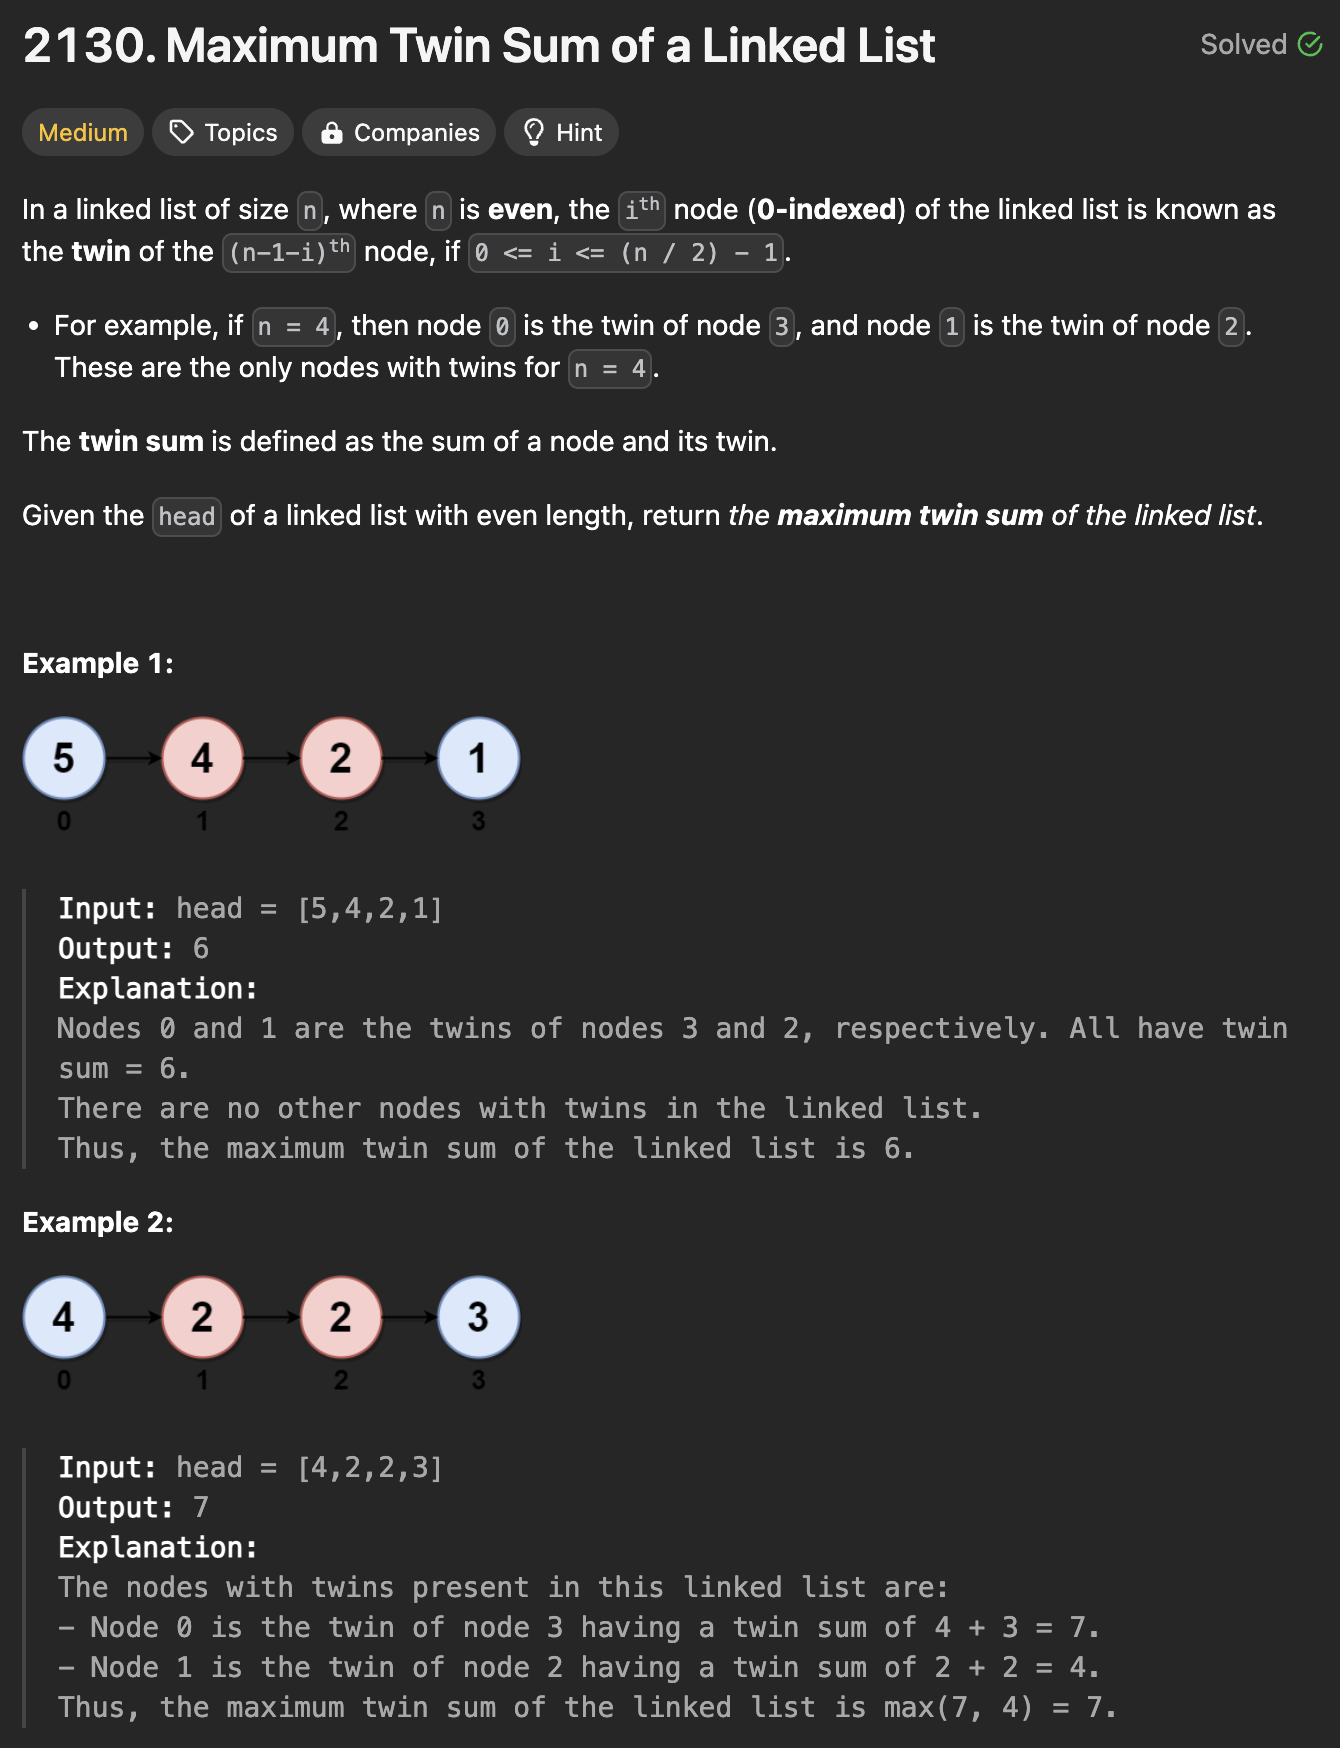 2130. Maximum Twin Sum of a Linked List
Solved
Medium
Topics
Companies
Hint
In a linked list of size n, where n is even, the ith node (0-indexed) of the linked list is known as
the twin of the (n-1-i)th node, if 0 <= i <= (n / 2) - 1.
• For example, if n = 4, then node 0 is the twin of node 3, and node 1 is the twin of node 2.
These are the only nodes with twins for n = 4.
The twin sum is defined as the sum of a node and its twin.
Given the head of a linked list with even length, return the maximum twin sum of the linked list.
Example 1:
5 4 2 1
0 1 2 3
Input: head = [5,4,2,1]
Output: 6
Explanation:
Nodes 0 and 1 are the twins of nodes 3 and 2, respectively. All have twin
sum = 6.
There are no other nodes with twins in the linked list.
Thus, the maximum twin sum of the linked list is 6.
Example 2:
4 2 2 3
0 1 2 3
Input: head = [4,2,2,3]
Output: 7
Explanation:
The nodes with twins present in this linked list are:
- Node 0 is the twin of node 3 having a twin sum of 4 + 3 = 7.
- Node 1 is the twin of node 2 having a twin sum of 2 + 2 = 4.
Thus, the maximum twin sum of the linked list is max(7, 4) = 7.